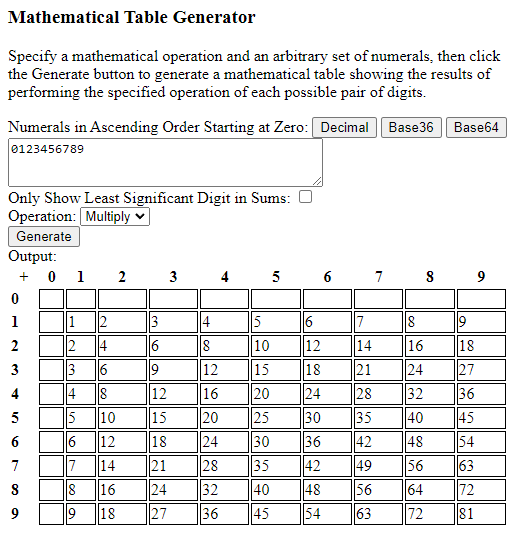 Mathematical Table Generator
Specify a mathematical operation and an arbitrary set of numerals, then click
the Generate button to generate a mathematical table showing the results of
performing the specified operation of each possible pair of digits.
Numerals in Ascending Order Starting at Zero: Decimal Base36 Base64
0123456789
Only Show Least Significant Digit in Sums:
Operation: Multiply
Generate
Output:
+ 0 1 2 3 4 5 6 7 8 9
0
1 1 2 3 4 5 6 7 8 9
2 2 4 6 8 10 12 14 16 18
3 3 6 9 12 15 18 21 24 27
4 4 8 12 16 20 24 28 32 36
5 5 10 15 20 25 30 35 40 45
6 6 12 18 24 30 36 42 48 54
7 7 14 21 28 35 42 49 56 63
8 8 16 24 32 40 48 56 64 72
9 9 18 27 36 45 54 63 72 81